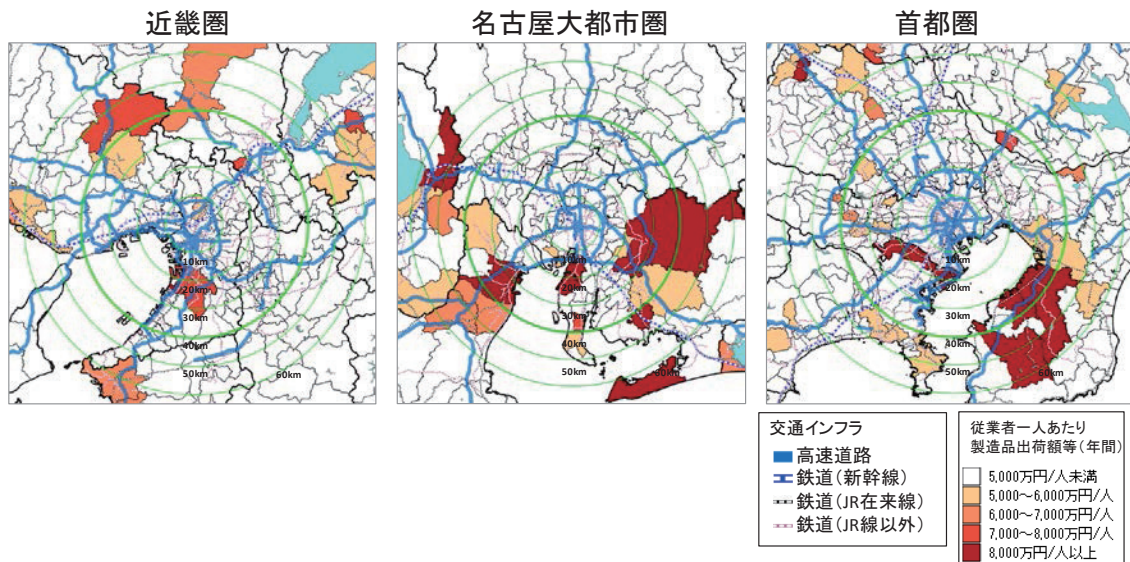 近畿圏
名古屋大都市圏
首都圏
10km
20km
30km
40km
50km
60km
10km
20km
30km
40km
50km
60km
10km
20km
30km
40km
50km
60km
交通インフラ
高速道路
鉄道(新幹線)
鉄道(JR在来線)
鉄道(JR線以外)
従業者一人あたり
製造品出荷額等(年間)
5,000万円/人未満
5,000～6,000万円/人
6,000～7,000万円/人
7,000～8,000万円/人
8,000万円/人以上